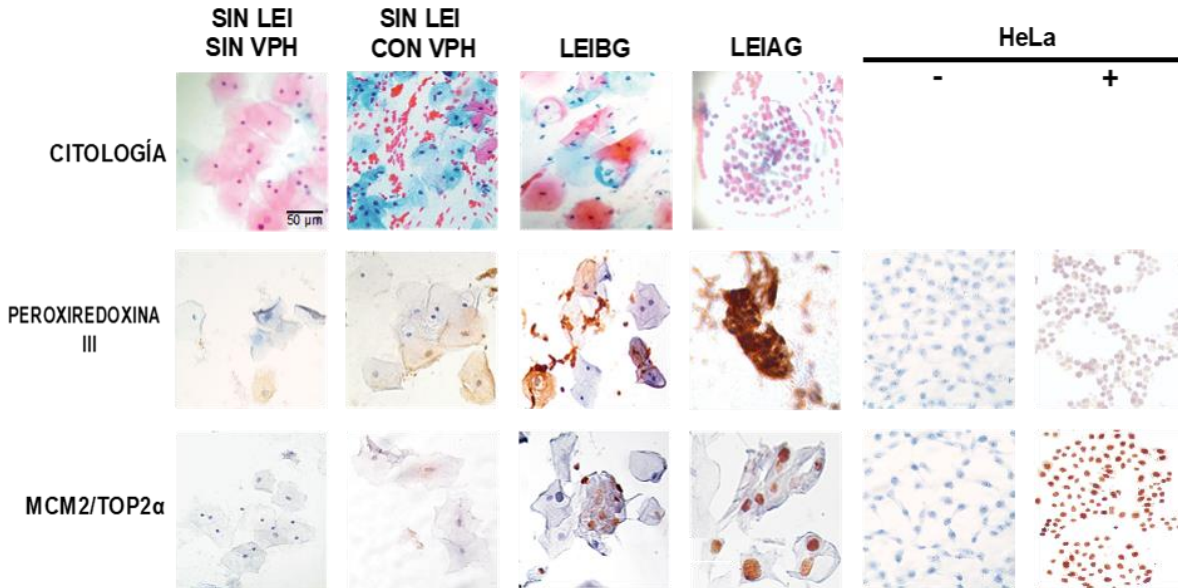 SIN LEI
SIN VPH
SIN LEI
CON VPH
LEIBG
LEIAG
HeLa
-
+
CITOLOGÍA
50 µm
PEROXIREDOXINA
III
MCM2/TOP2α